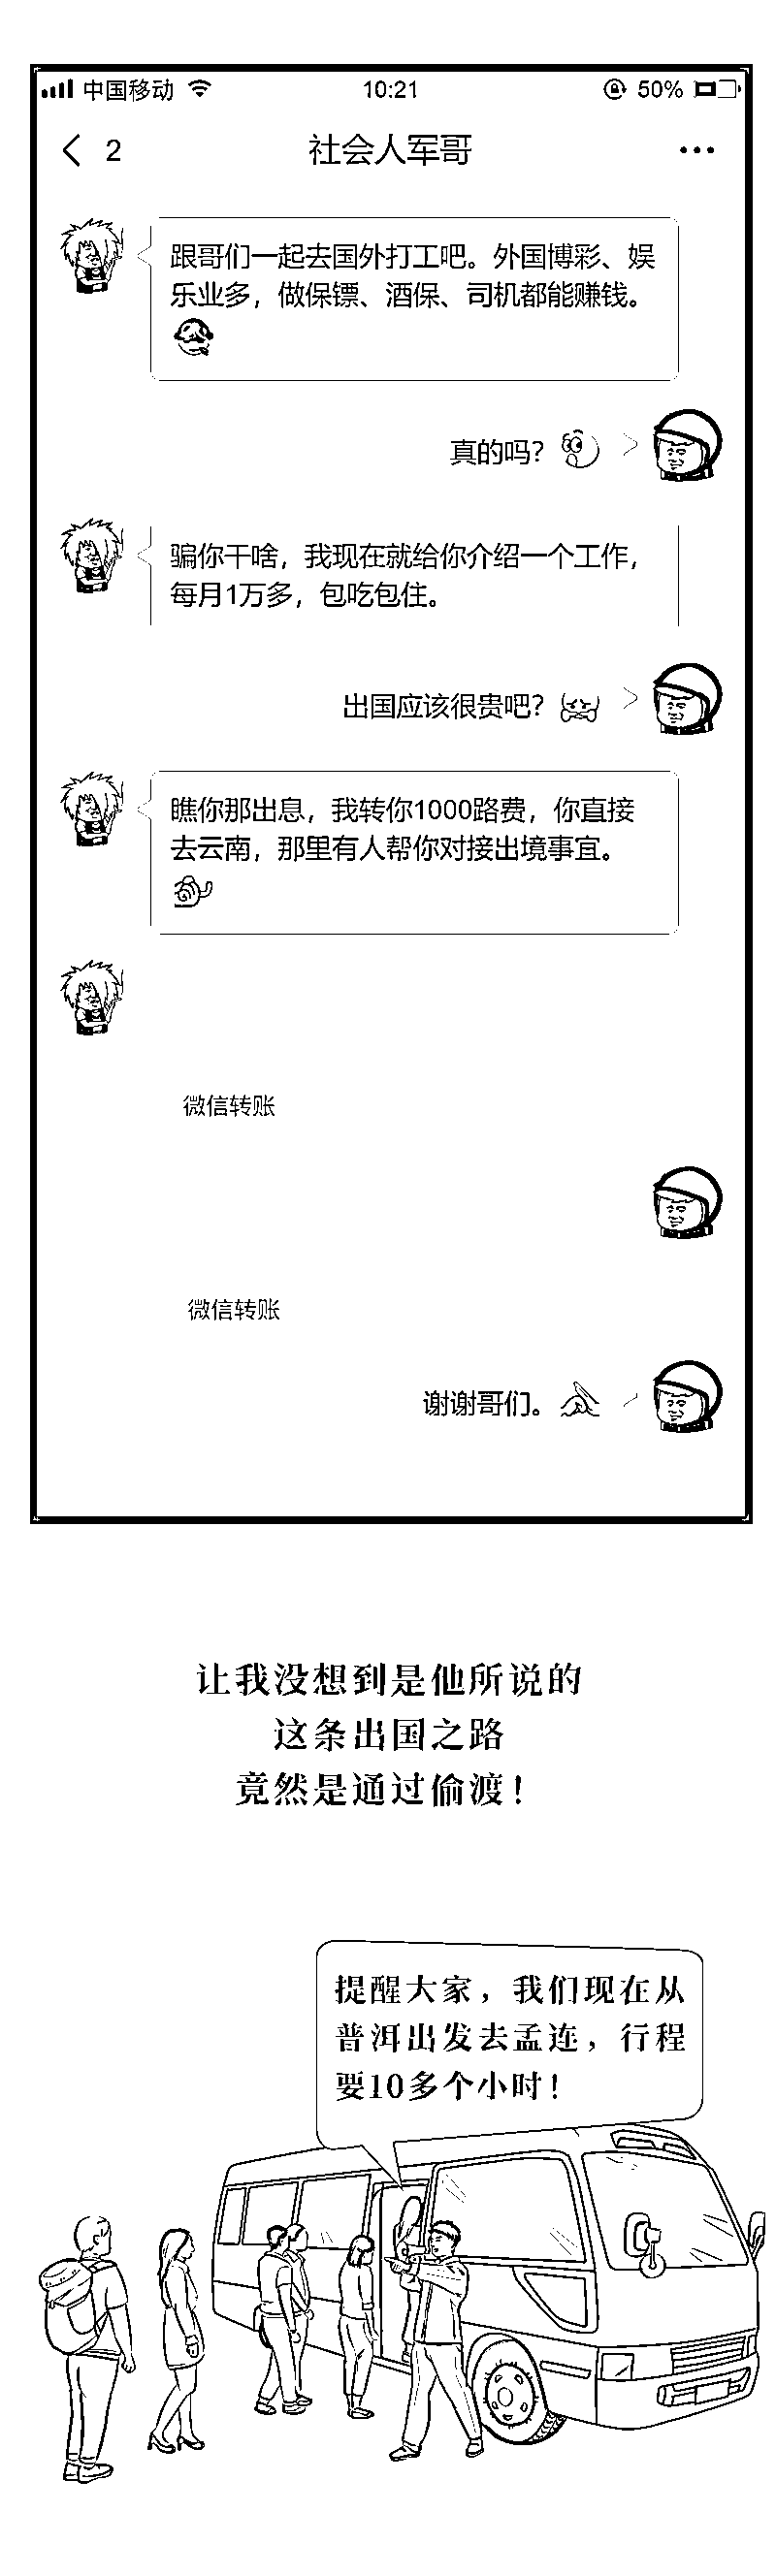 中国移动 10:21 50%
2 社会人军哥
跟哥们一起去国外打工吧。外国博彩、娱
乐业多，做保镖、酒保、司机都能赚钱。
真的吗？
骗你干啥，我现在就给你介绍一个工作，
每月1万多，包吃包住。
出国应该很贵吧？
瞧你那出息，我转你1000路费，你直接
去云南，那里有人帮你对接出境事宜。
微信转账
微信转账
谢谢哥们。
让我没想到是他所说的
这条出国之路
竟然是通过偷渡！
提醒大家，我们现在从
普洱出发去孟连，行程
要10多个小时！